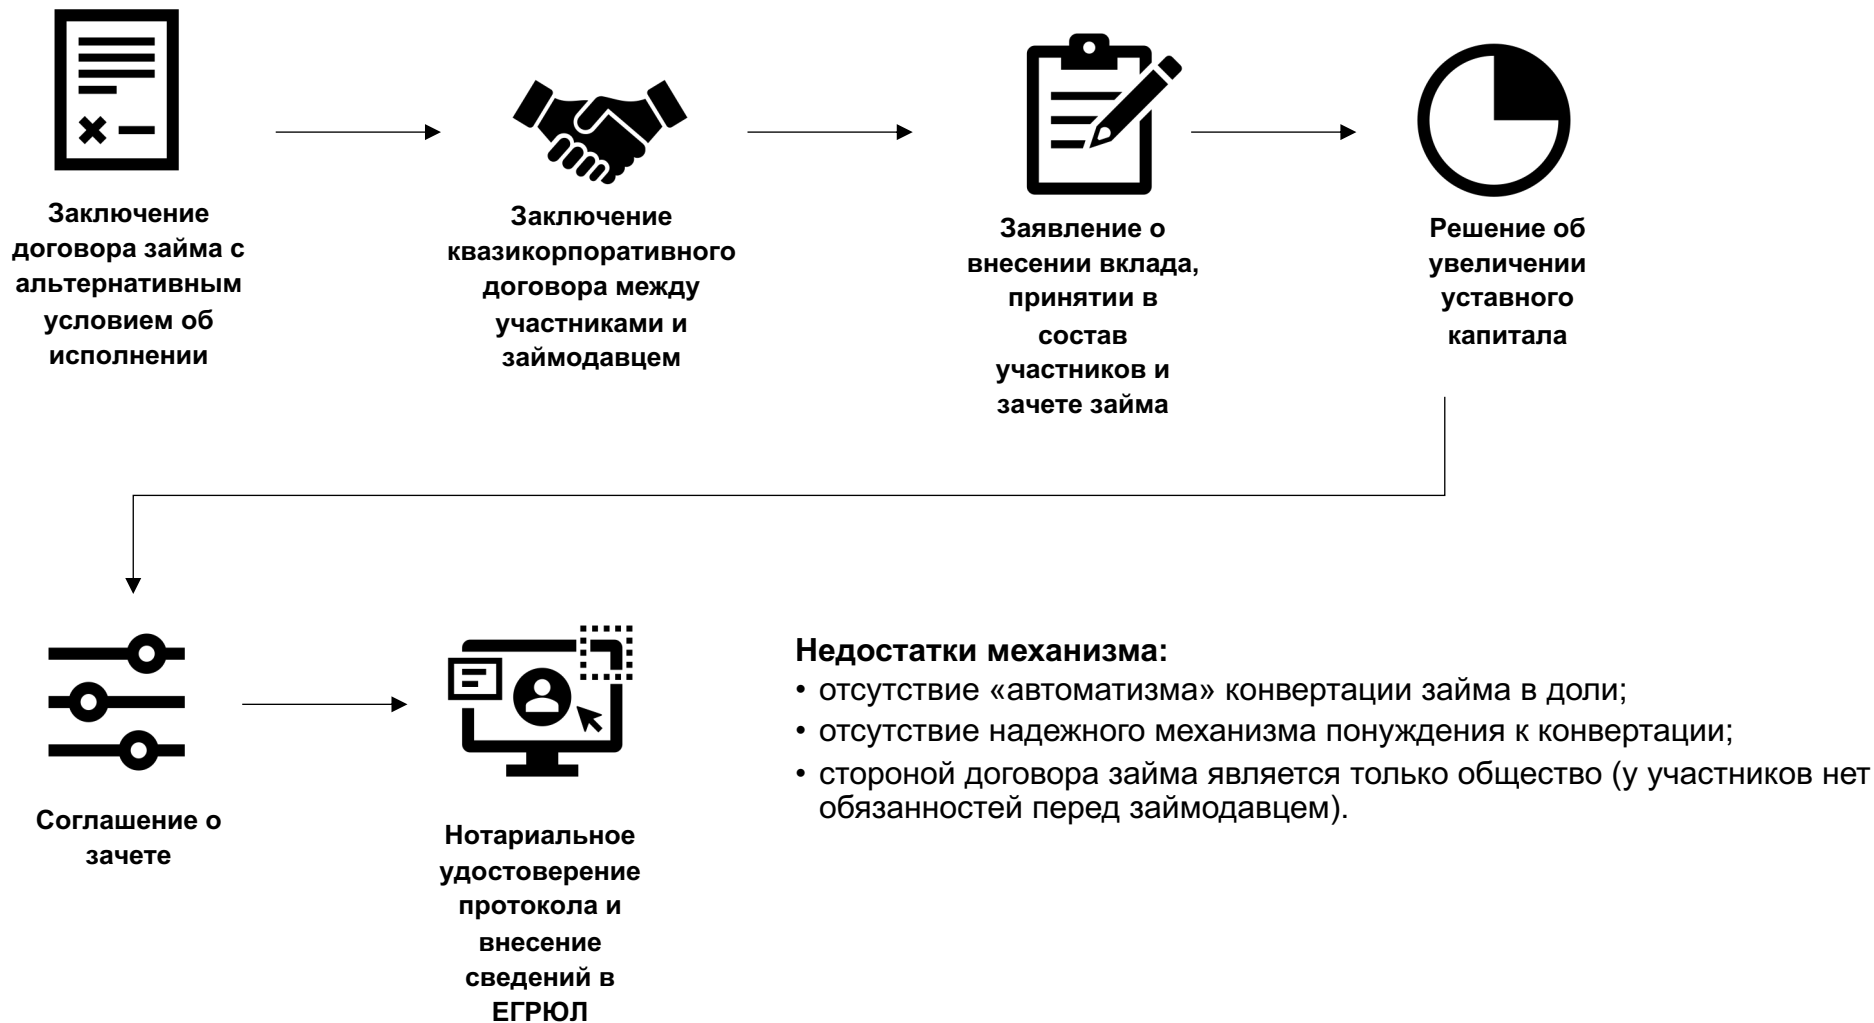 Заключение
договора займа с
альтернативным
условием об
исполнении
Заключение
квазикорпоративного
договора между
участниками и
займодавцем
Заявление о
внесении вклада,
принятии в
состав
участников и
зачете займа
Решение об
увеличении
уставного
капитала
Соглашение о
зачете
Нотариальное
удостоверение
протокола и
внесение
сведений в
ЕГРЮЛ
Недостатки механизма:
• отсутствие «автоматизма» конвертации займа в доли;
• отсутствие надежного механизма понуждения к конвертации;
• стороной договора займа является только общество (у участников нет
обязанностей перед займодавцем).